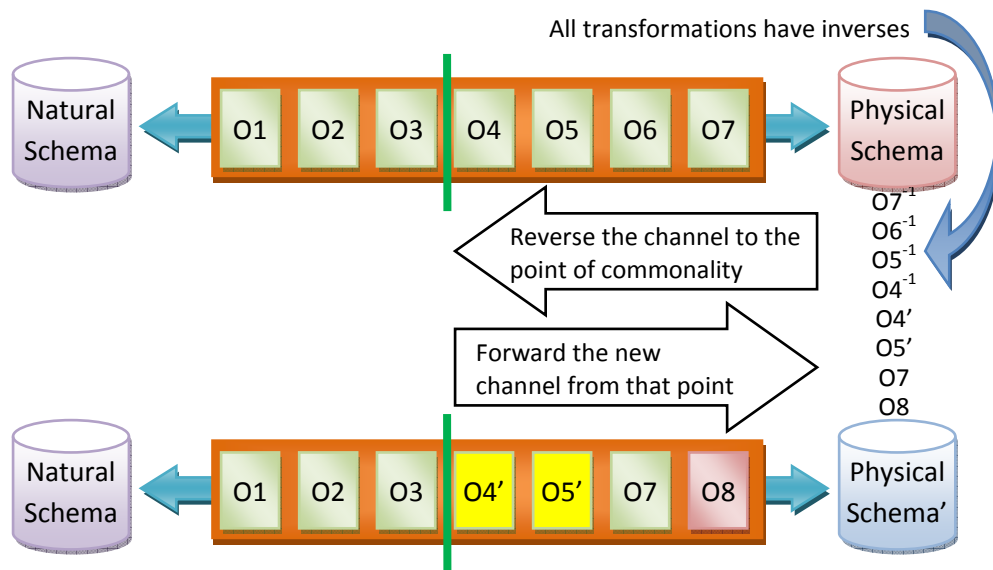 All transformations have inverses
Natural
Schema
O1
O2
O3
O4
O5
O6
O7
Physical
Schema
O7⁻¹
O6⁻¹
O5⁻¹
O4⁻¹
O4’
O5’
O7
O8
Reverse the channel to the
point of commonality
Forward the new
channel from that point
Natural
Schema
O1
O2
O3
O4’
O5’
O7
O8
Physical
Schema’